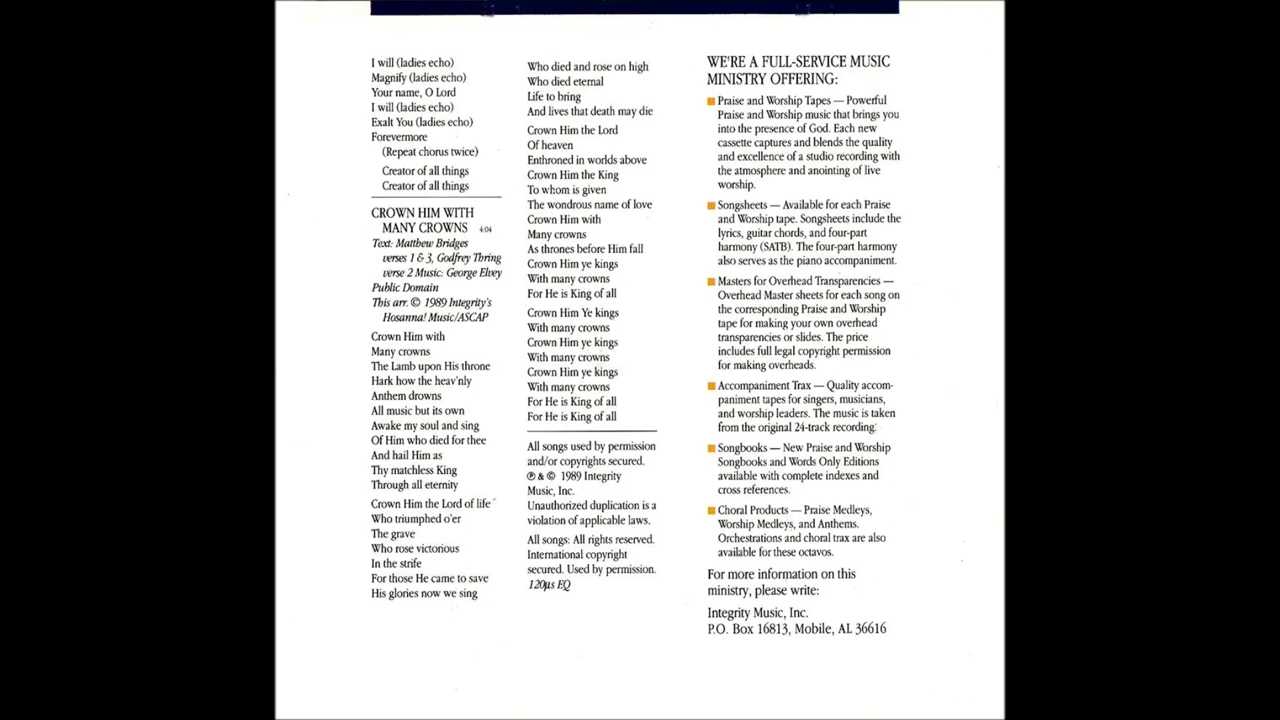 I will (ladies echo)
Magnify (ladies echo)
Your name, O Lord
I will (ladies echo)
Exalt You (ladies echo)
Forevermore
(Repeat chorus twice)
Creator of all things
Creator of all things
CROWN HIM WITH
MANY CROWNS 4:04
Text: Matthew Bridges
verses 1 & 3, Godfrey Thring
verse 2 Music: George Elvey
Public Domain
This arr. © 1989 Integrity's
Hosanna! Music/ASCAP
Crown Him with
Many crowns
The Lamb upon His throne
Hark how the heav'nly
Anthem drowns
All music but its own
Awake my soul and sing
Of Him who died for thee
And hail Him as
Thy matchless King
Through all eternity
Crown Him the Lord of life
Who triumphed o'er
The grave
Who rose victorious
In the strife
For those He came to save
His glories now we sing
Who died and rose on high
Who died eternal
Life to bring
And lives that death may die
Crown Him the Lord
Of heaven
Enthroned in worlds above
Crown Him the King
To whom is given
The wondrous name of love
Crown Him with
Many crowns
As thrones before Him fall
Crown Him ye kings
With many crowns
For He is King of all
Crown Him Ye kings
With many crowns
Crown Him ye kings
With many crowns
Crown Him ye kings
With many crowns
For He is King of all
For He is King of all
All songs used by permission
and/or copyrights secured.
℗ & © 1989 Integrity
Music, Inc.
Unauthorized duplication is a
violation of applicable laws.
All songs: All rights reserved.
International copyright
secured. Used by permission.
120µs EQ
WE'RE A FULL-SERVICE MUSIC
MINISTRY OFFERING:
Praise and Worship Tapes — Powerful
Praise and Worship music that brings you
into the presence of God. Each new
cassette captures and blends the quality
and excellence of a studio recording with
the atmosphere and anointing of live
worship.
Songsheets — Available for each Praise
and Worship tape. Songsheets include the
lyrics, guitar chords, and four-part
harmony (SATB). The four-part harmony
also serves as the piano accompaniment.
Masters for Overhead Transparencies —
Overhead Master sheets for each song on
the corresponding Praise and Worship
tape for making your own overhead
transparencies or slides. The price
includes full legal copyright permission
for making overheads.
Accompaniment Trax — Quality accom-
paniment tapes for singers, musicians,
and worship leaders. The music is taken
from the original 24-track recording.
Songbooks — New Praise and Worship
Songbooks and Words Only Editions
available with complete indexes and
cross references.
Choral Products — Praise Medleys,
Worship Medleys, and Anthems.
Orchestrations and choral trax are also
available for these octavos.
For more information on this
ministry, please write:
Integrity Music, Inc.
P.O. Box 16813, Mobile, AL 36616